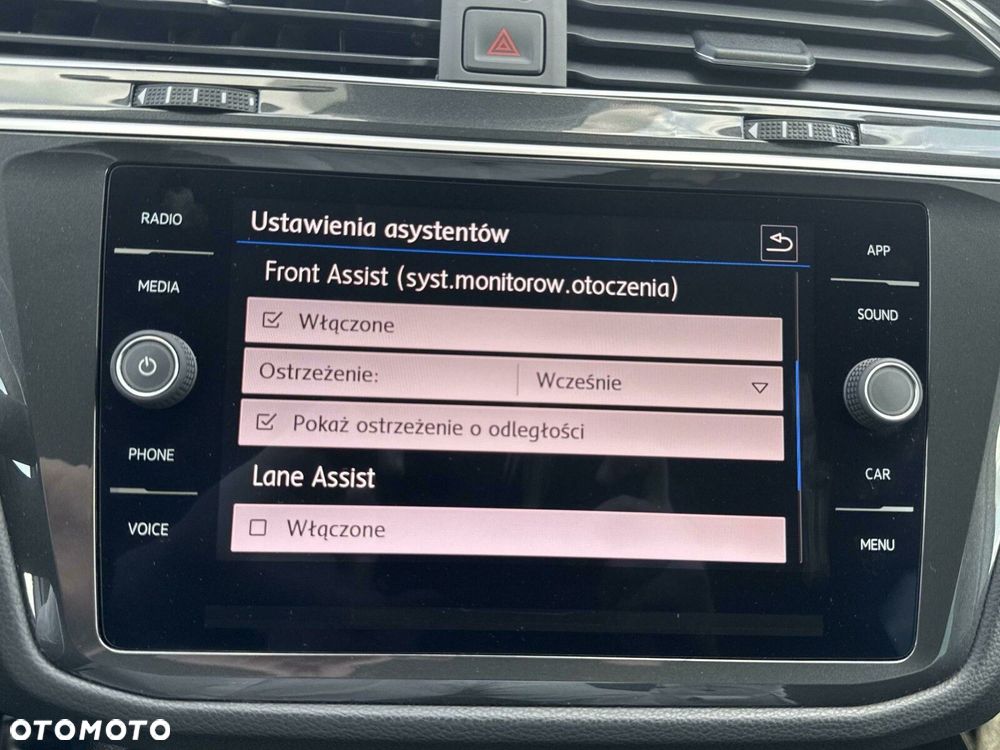 RADIO
MEDIA
PHONE
VOICE
Ustawienia asystentów
Front Assist (syst.monitorow.otoczenia)
Włączone
Ostrzeżenie: Wcześnie
Pokaż ostrzeżenie o odległości
Lane Assist
Włączone
APP
SOUND
CAR
MENU
OTOMOTO